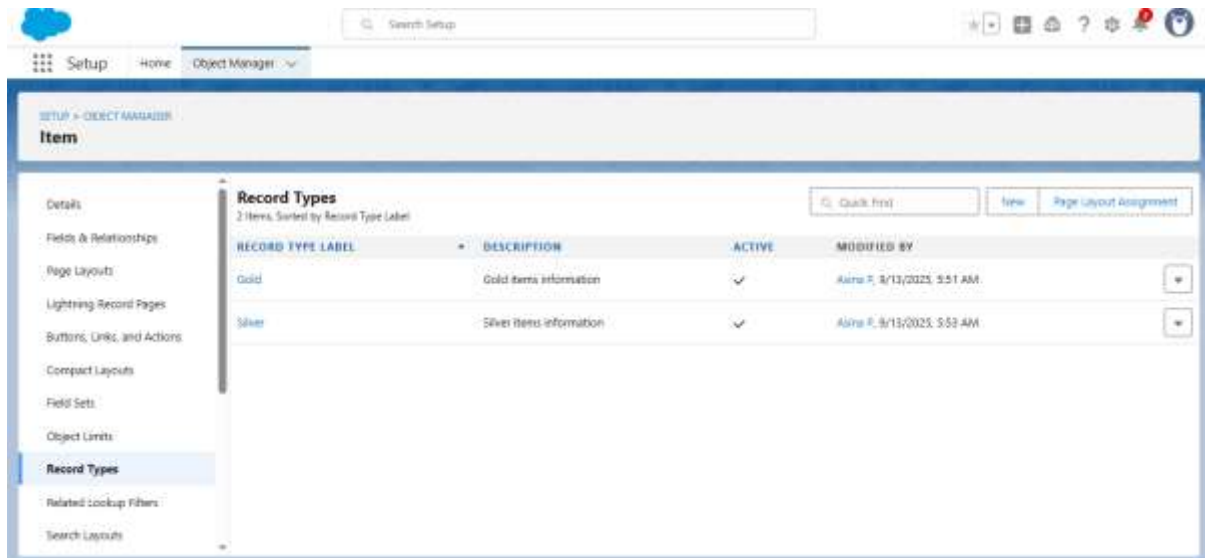 Search Setup
Setup Home Object Manager
SETUP > OBJECT MANAGER
Item
Details
Fields & Relationships
Page Layouts
Lightning Record Pages
Buttons, Links, and Actions
Compact Layouts
Field Sets
Object Limits
Record Types
Related Lookup Filters
Search Layouts
Record Types
2 Items, Sorted by Record Type Label
Quick Find
New Page Layout Assignment
RECORD TYPE LABEL DESCRIPTION ACTIVE MODIFIED BY
Gold Gold items information 9/13/2025, 5:51 AM
Silver Silver items information 9/13/2025, 5:53 AM